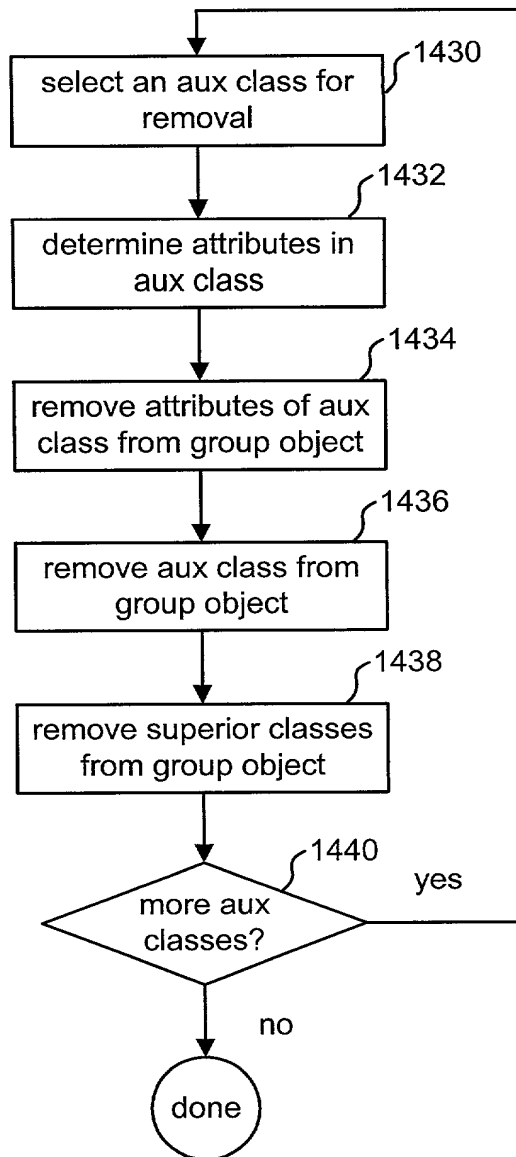 1430
select an aux class for
removal
1432
determine attributes in
aux class
1434
remove attributes of aux
class from group object
1436
remove aux class from
group object
1438
remove superior classes
from group object
1440
more aux
classes?
yes
no
done